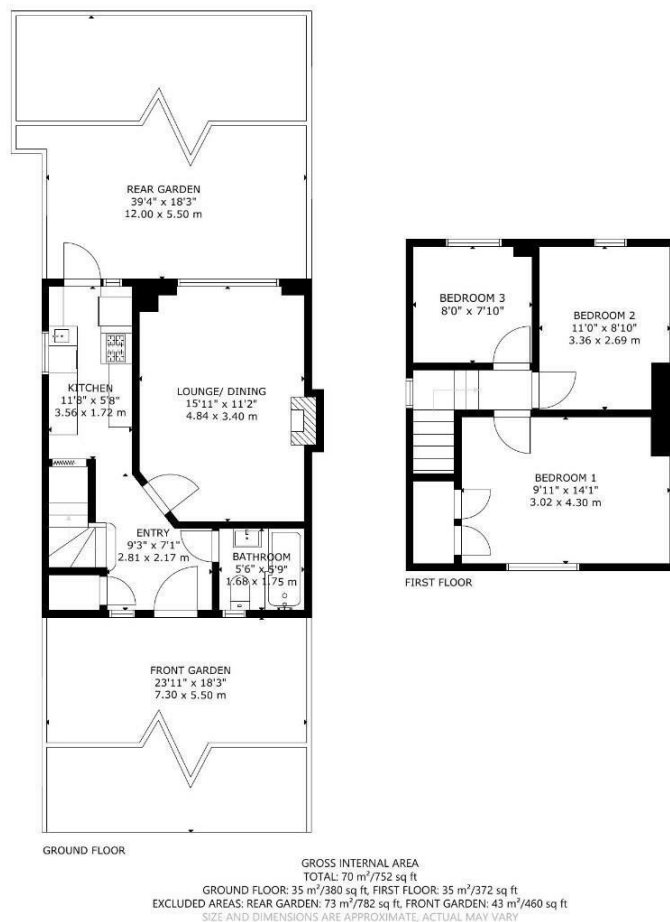 REAR GARDEN
39'4" x 18'3"
12.00 x 5.50 m
KITCHEN
11'8" x 5'8"
3.56 x 1.72 m
LOUNGE/ DINING
15'11" x 11'2"
4.84 x 3.40 m
ENTRY
9'3" x 7'1"
2.81 x 2.17 m
BATHROOM
5'6" x 5'9"
1.68 x 1.75 m
FRONT GARDEN
23'11" x 18'3"
7.30 x 5.50 m
GROUND FLOOR
BEDROOM 3
8'0" x 7'10"
BEDROOM 2
11'0" x 8'10"
3.36 x 2.69 m
BEDROOM 1
9'11" x 14'1"
3.02 x 4.30 m
FIRST FLOOR
GROSS INTERNAL AREA
TOTAL: 70 m²/752 sq ft
GROUND FLOOR: 35 m²/380 sq ft, FIRST FLOOR: 35 m²/372 sq ft
EXCLUDED AREAS: REAR GARDEN: 73 m²/782 sq ft, FRONT GARDEN: 43 m²/460 sq ft
SIZE AND DIMENSIONS ARE APPROXIMATE, ACTUAL MAY VARY